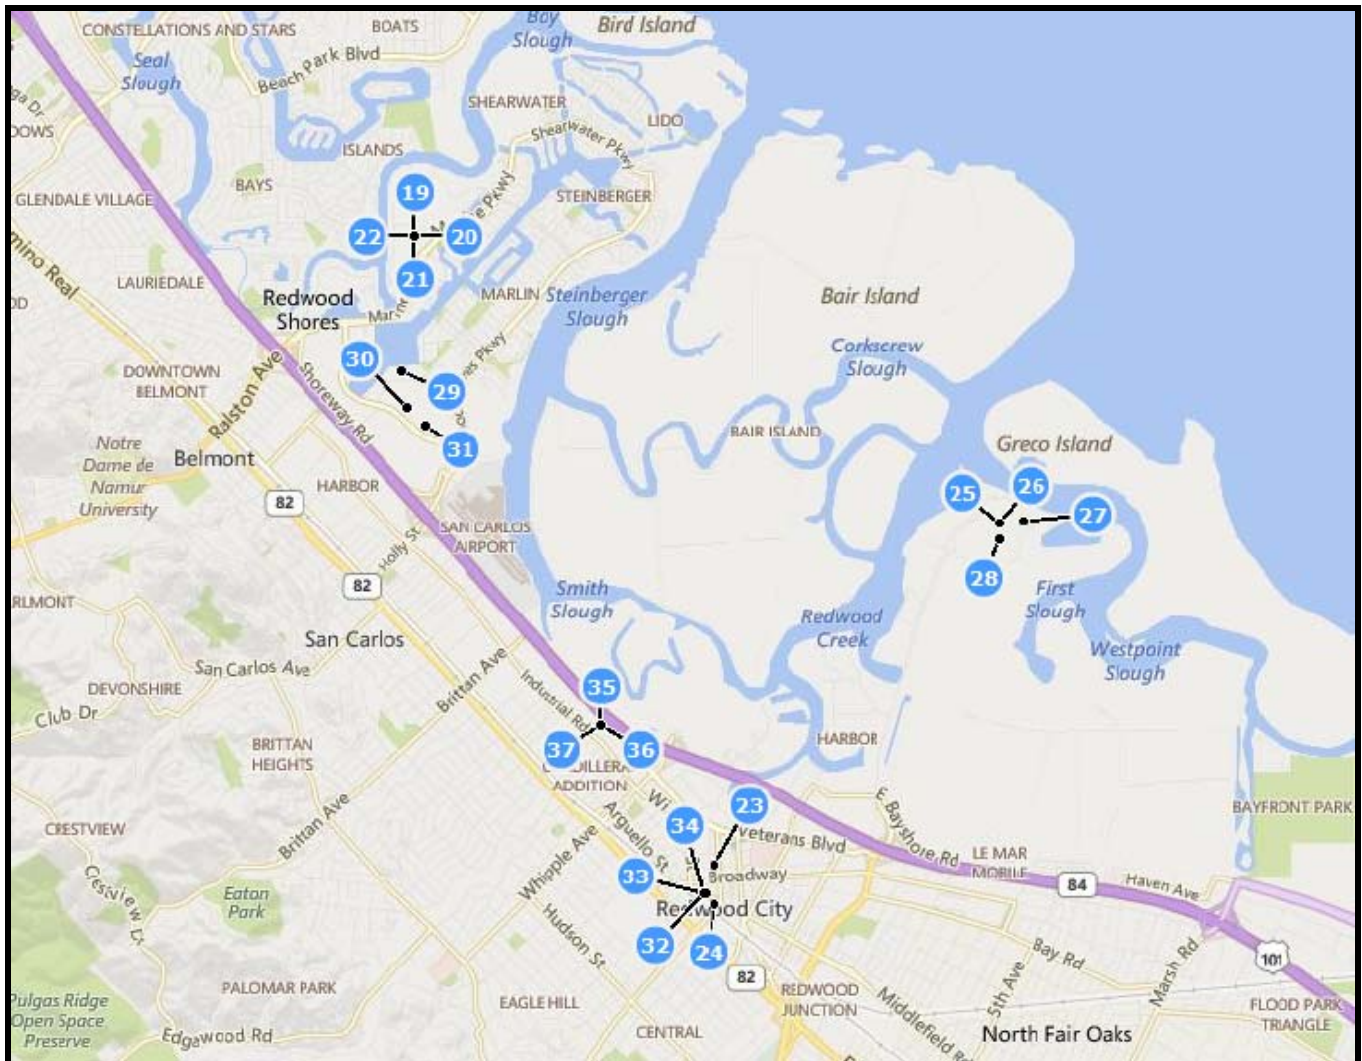 CONSTELLATIONS AND STARS
BOATS
Bay
Slough
Bird Island
Seal
Slough
Beach Park Blvd
SHEARWATER
LIDO
Shearwater Pkwy
ISLANDS
BAYS
GLENDALE VILLAGE
STEINBERGER
19
22
20
21
LAURIEDALE
Redwood
Shores
MARLIN
Steinberger
Slough
Bair Island
Corkscrew
Slough
30
29
31
DOWNTOWN
BELMONT
Ralston Ave
Shoreway Rd
BAIR ISLAND
Greco Island
Notre
Dame de
Namur
University
Belmont
HARBOR
82
25
26
27
28
SAN CARLOS
AIRPORT
Holly St
82
Smith
Slough
First
Slough
Redwood
Creek
Westpoint
Slough
San Carlos
San Carlos Ave
DEVONSHIRE
Club Dr
Brittan Ave
Industrial Rd
35
37
36
HARBOR
BRITTAN
HEIGHTS
ADDITION
CRESTVIEW
Brittan Ave
Crestview Dr
Eaton
Park
Whipple Ave
Arguello St
34
23
33
32
24
Veterans Blvd
Broadway
Redwood City
E Bayshore Rd
LE MAR
MOBILE
84
Haven Ave
BAYFRONT PARK
101
Hudson St
82
Bay Rd
5th Ave
Marsh Rd
PALOMAR PARK
EAGLE HILL
REDWOOD
JUNCTION
Middlefield Rd
North Fair Oaks
FLOOD PARK
TRIANGLE
Pulgas Ridge
Open Space
Preserve
Edgewood Rd
CENTRAL